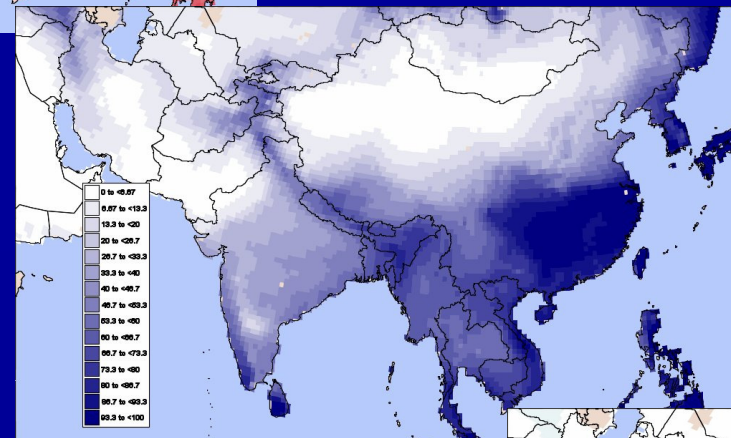 0 to <6.67
6.67 to <13.3
13.3 to <20
20 to <26.7
26.7 to <33.3
33.3 to <40
40 to <46.7
46.7 to <53.3
53.3 to <60
60 to <66.7
66.7 to <73.3
73.3 to <80
80 to <86.7
86.7 to <93.3
93.3 to <100